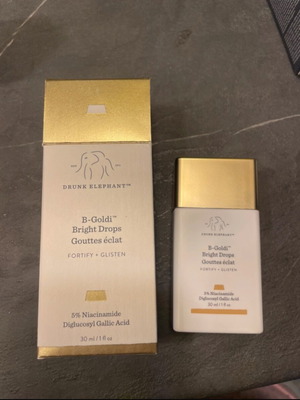 DRUNK ELEPHANT™
B-Goldi™
Bright Drops
Gouttes éclat
FORTIFY + GLISTEN
5% Niacinamide
Diglucosyl Gallic Acid
30 ml / 1 fl oz
DRUNK ELEPHANT™
B-Goldi™
Bright Drops
Gouttes éclat
FORTIFY + GLISTEN
5% Niacinamide
Diglucosyl Gallic Acid
30 ml / 1 fl oz